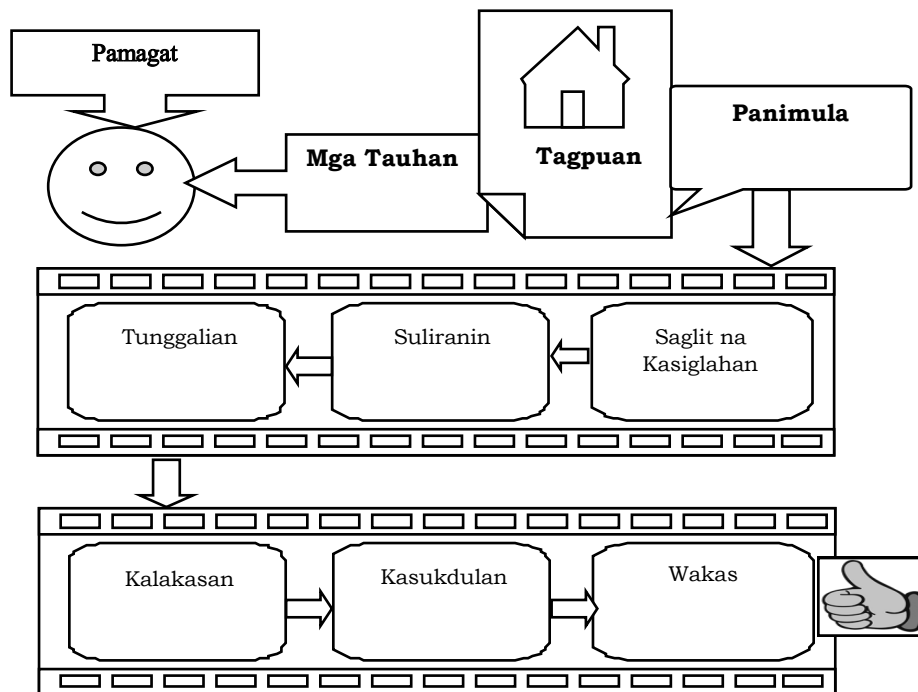 Pamagat
Mga Tauhan
Tagpuan
Panimula
Tunggalian
Suliranin
Saglit na
Kasiglahan
Kalakasan
Kasukdulan
Wakas